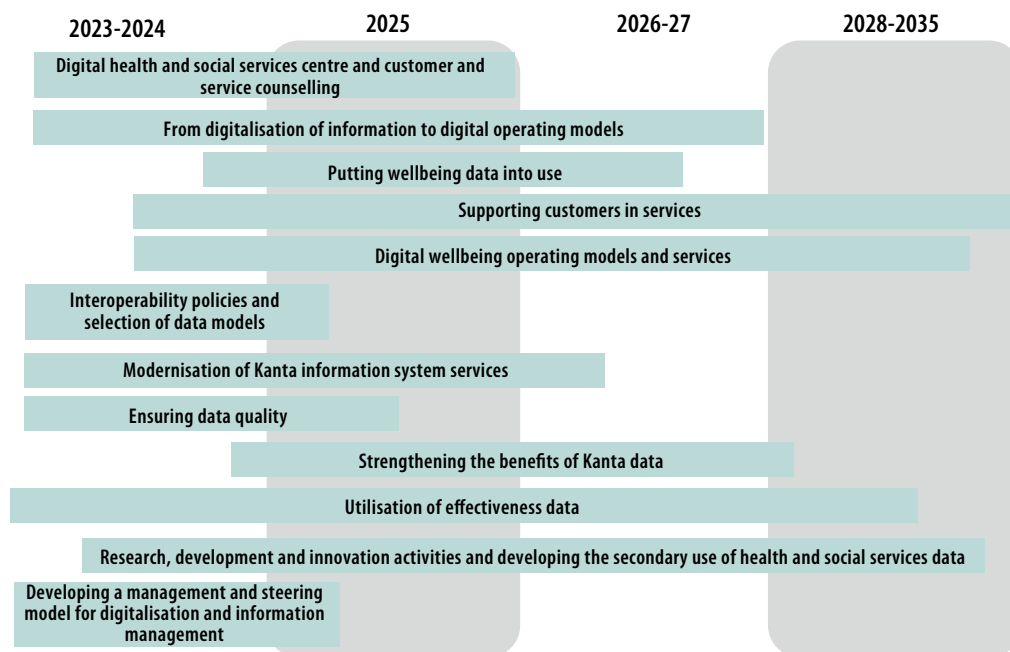 2023-2024 2025 2026-27 2028-2035
Digital health and social services centre and customer and
service counselling
From digitalisation of information to digital operating models
Putting wellbeing data into use
Supporting customers in services
Digital wellbeing operating models and services
Interoperability policies and
selection of data models
Modernisation of Kanta information system services
Ensuring data quality
Strengthening the benefits of Kanta data
Utilisation of effectiveness data
Research, development and innovation activities and developing the secondary use of health and social services data
Developing a management and steering
model for digitalisation and information
management